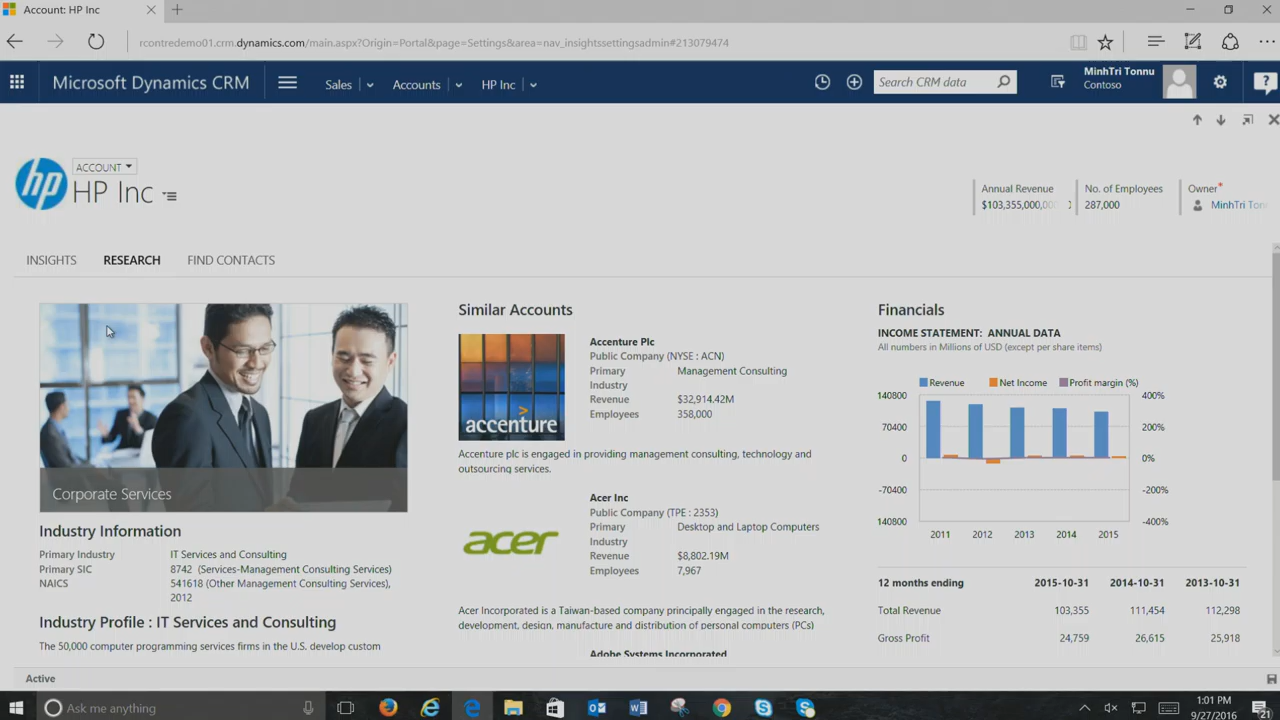 Account: HP Inc
rcontredemo01.crm.dynamics.com/main.aspx?Origin=Portal&page=Settings&area=nav_insightssettingsadmin#213079474
Microsoft Dynamics CRM
Sales
Accounts
HP Inc
Search CRM data
MinhTri Tonnu
Contoso
hp
ACCOUNT
HP Inc
Annual Revenue
$103,355,000,00
No. of Employees
287,000
Owner*
MinhTri Ton
INSIGHTS
RESEARCH
FIND CONTACTS
Corporate Services
Industry Information
Primary Industry IT Services and Consulting
Primary SIC 8742 (Services-Management Consulting Services)
NAICS 541618 (Other Management Consulting Services),
2012
Industry Profile : IT Services and Consulting
The 50,000 computer programming services firms in the U.S. develop custom
Similar Accounts
accenture
Accenture Plc
Public Company (NYSE : ACN)
Primary Management Consulting
Industry
Revenue $32,914.42M
Employees 358,000
Accenture plc is engaged in providing management consulting, technology and
outsourcing services.
acer
Acer Inc
Public Company (TPE : 2353)
Primary Desktop and Laptop Computers
Industry
Revenue $8,802.19M
Employees 7,967
Acer Incorporated is a Taiwan-based company principally engaged in the research,
development, design, manufacture and distribution of personal computers (PCs)
Adobe Systems Incorporated
Financials
INCOME STATEMENT: ANNUAL DATA
All numbers in Millions of USD (except per share items)
Revenue Net Income Profit margin (%)
140800 400%
70400 200%
0 0%
-70400 -200%
140800 -400%
2011 2012 2013 2014 2015
12 months ending 2015-10-31 2014-10-31 2013-10-31
Total Revenue 103,355 111,454 112,298
Gross Profit 24,759 26,615 25,918
Active
Ask me anything
1:01 PM
9/27/2016
21